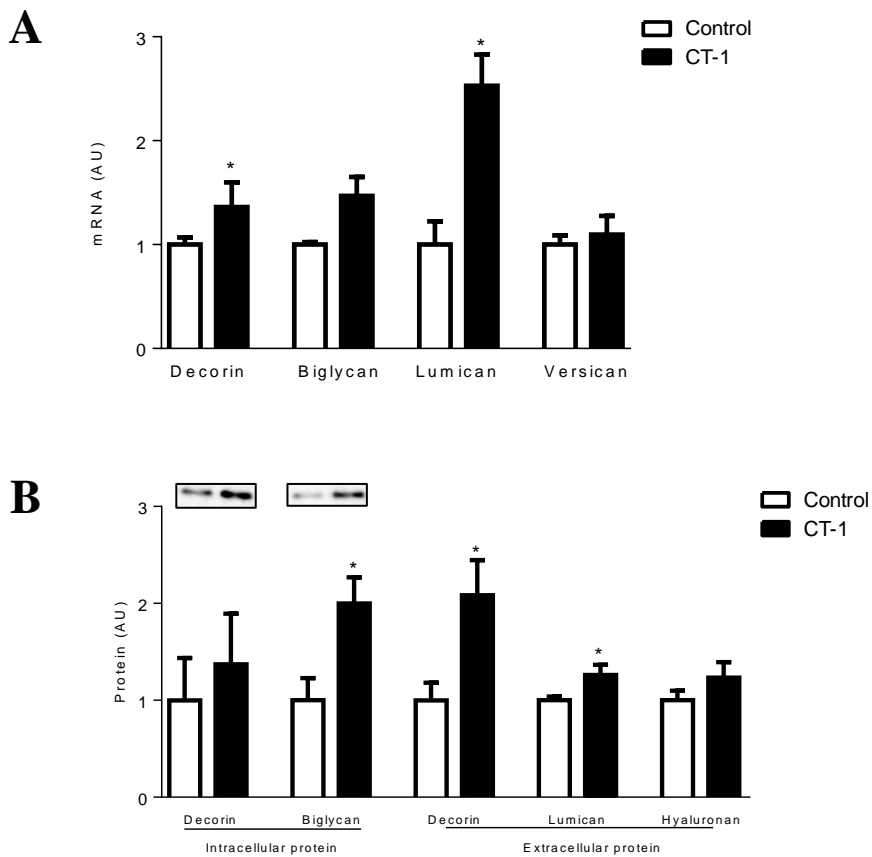 A
Control
CT-1
mRNA (AU)
3
*
2
*
1
0
Decorin Biglycan Lumican Versican
B
Control
CT-1
Protein (AU)
3
* *
2
*
1
0
Decorin Biglycan Decorin Lumican Hyaluronan
Intracellular protein Extracellular protein